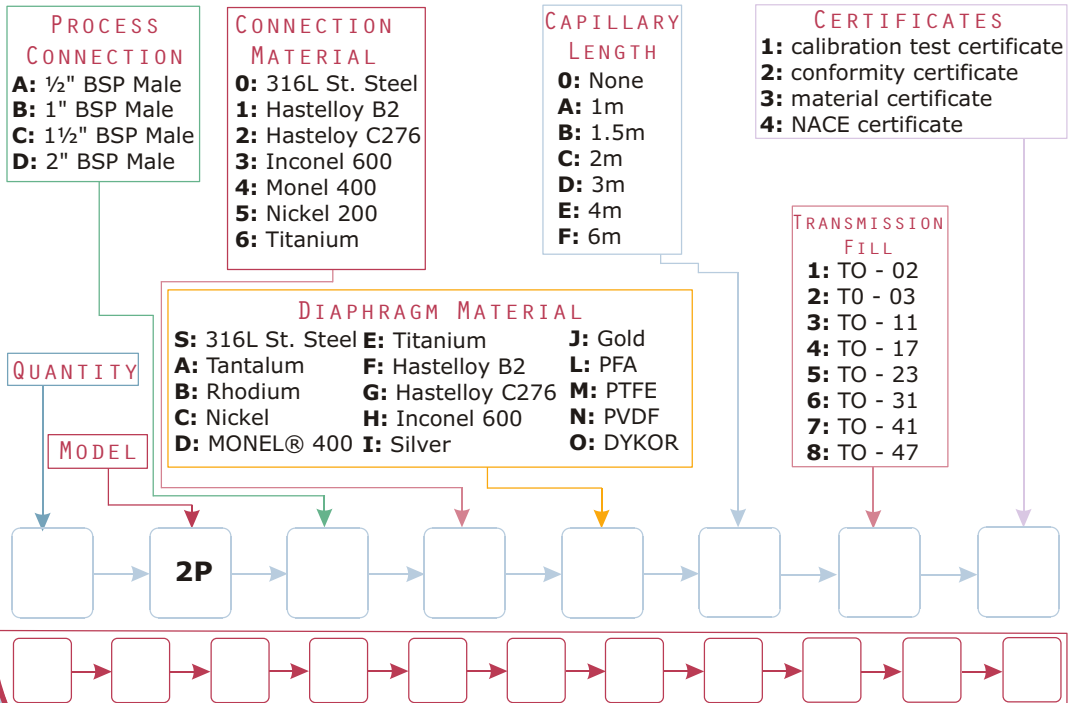 PROCESS
CONNECTION
A: ½" BSP Male
B: 1" BSP Male
C: 1½" BSP Male
D: 2" BSP Male
CONNECTION
MATERIAL
0: 316L St. Steel
1: Hastelloy B2
2: Hasteloy C276
3: Inconel 600
4: Monel 400
5: Nickel 200
6: Titanium
CAPILLARY
LENGTH
0: None
A: 1m
B: 1.5m
C: 2m
D: 3m
E: 4m
F: 6m
CERTIFICATES
1: calibration test certificate
2: conformity certificate
3: material certificate
4: NACE certificate
TRANSMISSION
FILL
1: TO - 02
2: T0 - 03
3: TO - 11
4: TO - 17
5: TO - 23
6: TO - 31
7: TO - 41
8: TO - 47
DIAPHRAGM MATERIAL
S: 316L St. Steel
A: Tantalum
B: Rhodium
C: Nickel
D: MONEL® 400
E: Titanium
F: Hastelloy B2
G: Hastelloy C276
H: Inconel 600
I: Silver
J: Gold
L: PFA
M: PTFE
N: PVDF
O: DYKOR
QUANTITY
MODEL
2P